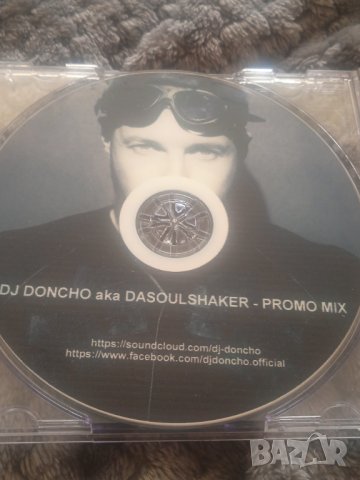 DJ DONCHO aka DASOULSHAKER - PROMO MIX
https://soundcloud.com/dj-doncho
https://www.facebook.com/djdoncho.official
BAZAR